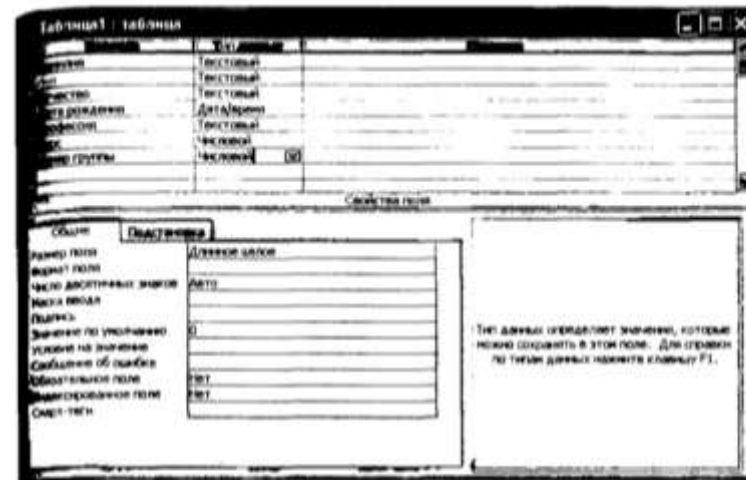 Таблица1 : таблица
Текстовый
Текстовый
Текстовый
рождения Дата/время
Текстовый
Числовой
группы Числовой
Свойства поля
Общие Подстановка
Размер поля Длинное целое
Формат поля
Число десятичных знаков Авто
Маска ввода
Подпись
Значение по умолчанию 0
Условие на значение
Сообщение об ошибке
Обязательное поле Нет
Индексированное поле Нет
Смарт-теги
Тип данных определяет значения, которые
можно сохранять в этом поле. Для справки
по типам данных нажмите клавишу F1.